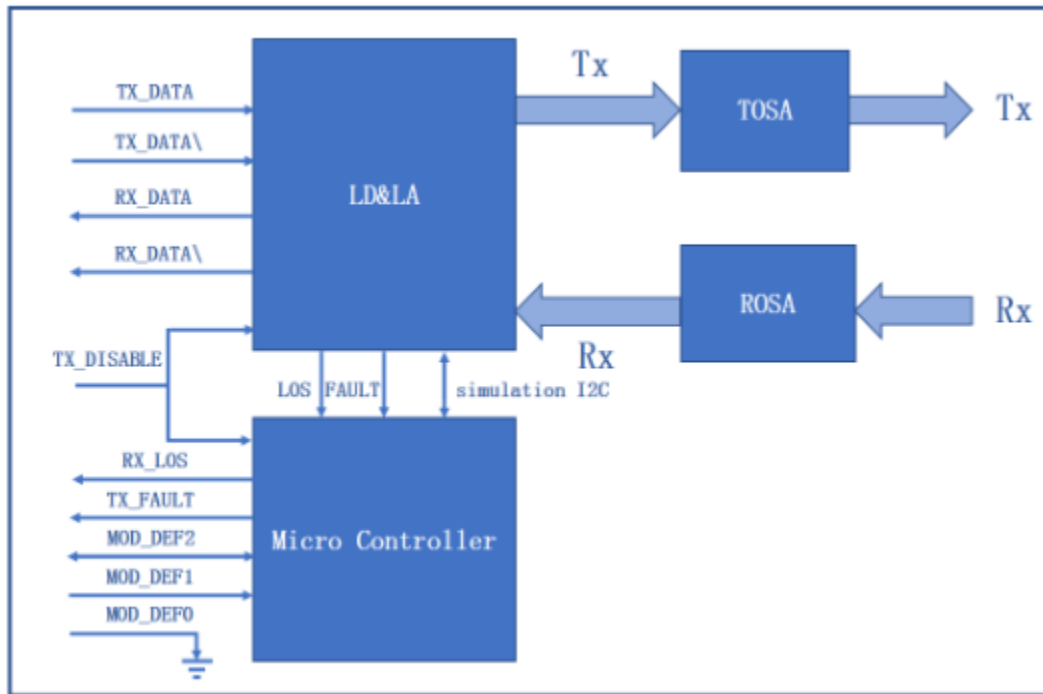 TX_DATA
TX_DATA\
RX_DATA
RX_DATA\
TX_DISABLE
LD&LA
Tx
TOSA
Tx
ROSA
Rx
Rx
LOS
FAULT
simulation I2C
RX_LOS
TX_FAULT
MOD_DEF2
MOD_DEF1
MOD_DEF0
Micro Controller